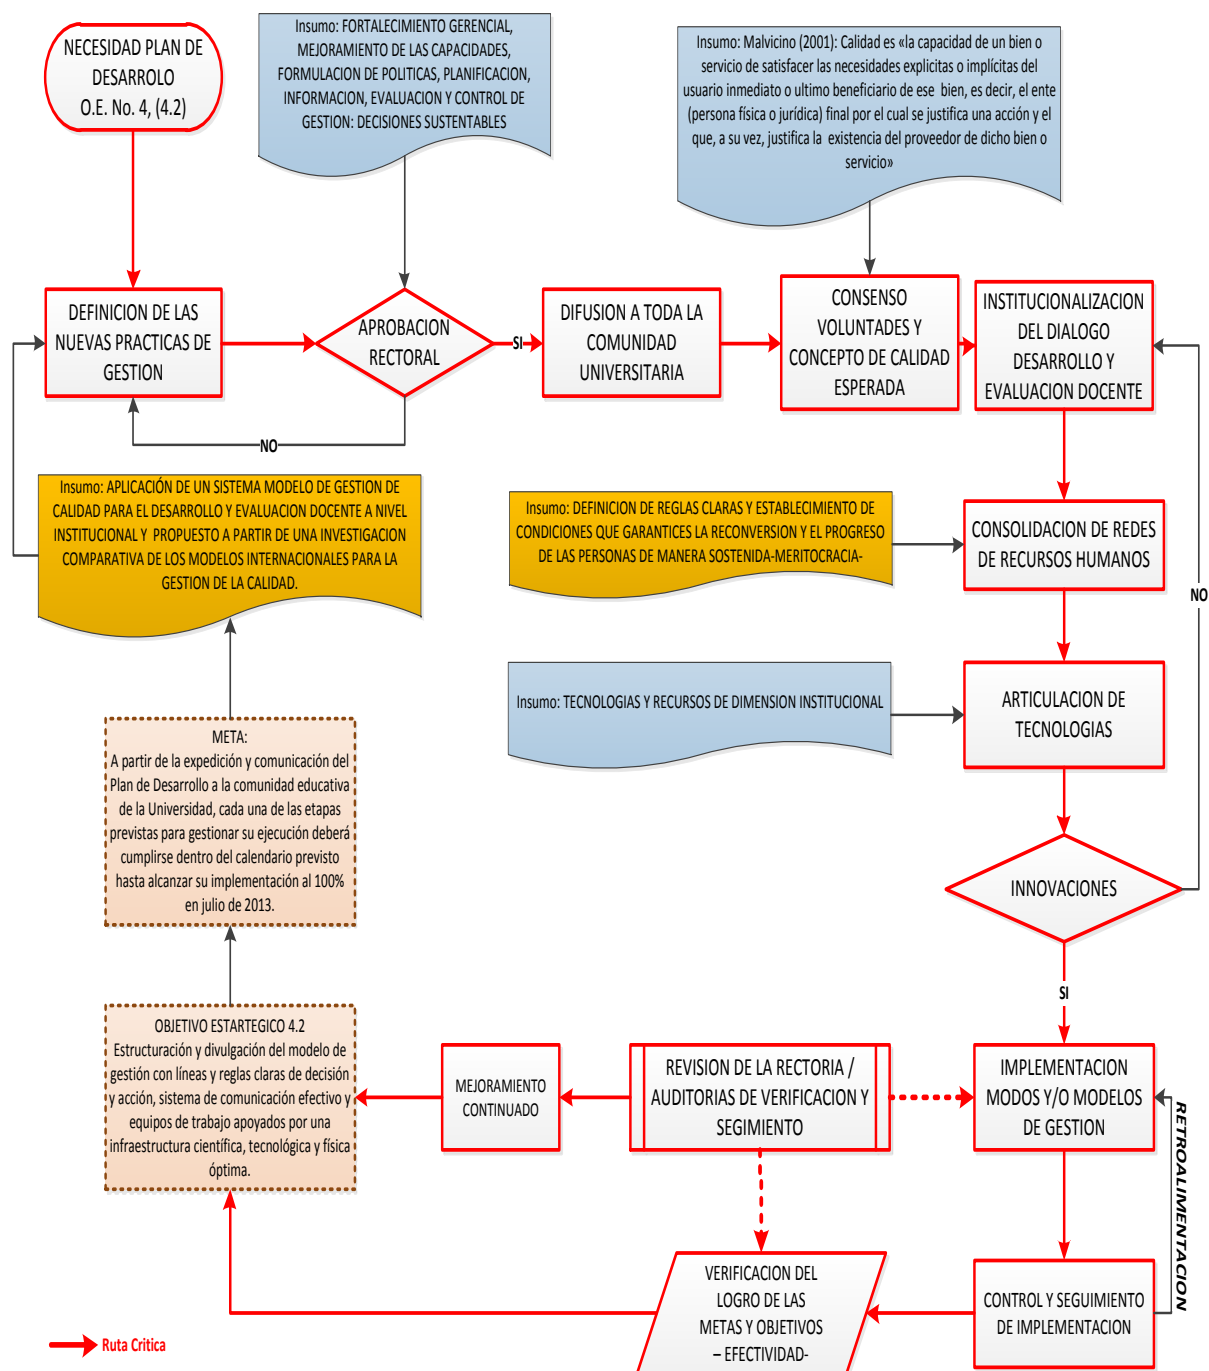 NECESIDAD PLAN DE
DESARROLO
O.E. No. 4, (4.2)
Insumo: FORTALECIMIENTO GERENCIAL,
MEJORAMIENTO DE LAS CAPACIDADES,
FORMULACION DE POLITICAS, PLANIFICACION,
INFORMACION, EVALUACION Y CONTROL DE
GESTION: DECISIONES SUSTENTABLES
Insumo: Malvicino (2001): Calidad es «la capacidad de un bien o
servicio de satisfacer las necesidades explicitas o implícitas del
usuario inmediato o ultimo beneficiario de ese  bien, es decir, el ente
(persona física o jurídica) final por el cual se justifica una acción y el
que, a su vez, justifica la  existencia del proveedor de dicho bien o
servicio»
DEFINICION DE LAS
NUEVAS PRACTICAS DE
GESTION
APROBACION
RECTORAL
SI
DIFUSION A TODA LA
COMUNIDAD
UNIVERSITARIA
CONSENSO
VOLUNTADES Y
CONCEPTO DE CALIDAD
ESPERADA
INSTITUCIONALIZACION
DEL DIALOGO
DESARROLLO Y
EVALUACION DOCENTE
NO
Insumo: APLICACIÓN DE UN SISTEMA MODELO DE GESTION DE
CALIDAD PARA EL DESARROLLO Y EVALUACION DOCENTE A NIVEL
INSTITUCIONAL Y  PROPUESTO A PARTIR DE UNA INVESTIGACION
COMPARATIVA DE LOS MODELOS INTERNACIONALES PARA LA
GESTION DE LA CALIDAD.
Insumo: DEFINICION DE REGLAS CLARAS Y ESTABLECIMIENTO DE
CONDICIONES QUE GARANTICES LA RECONVERSION Y EL PROGRESO
DE LAS PERSONAS DE MANERA SOSTENIDA-MERITOCRACIA-
CONSOLIDACION DE REDES
DE RECURSOS HUMANOS
NO
Insumo: TECNOLOGIAS Y RECURSOS DE DIMENSION INSTITUCIONAL
ARTICULACION DE
TECNOLOGIAS
META:
A partir de la expedición y comunicación del
Plan de Desarrollo a la comunidad educativa
de la Universidad, cada una de las etapas
previstas para gestionar su ejecución deberá
cumplirse dentro del calendario previsto
hasta alcanzar su implementación al 100%
en julio de 2013.
INNOVACIONES
SI
OBJETIVO ESTARTEGICO 4.2
Estructuración y divulgación del modelo de
gestión con líneas y reglas claras de decisión
y acción, sistema de comunicación efectivo y
equipos de trabajo apoyados por una
infraestructura científica, tecnológica y física
óptima.
MEJORAMIENTO
CONTINUADO
REVISION DE LA RECTORIA /
AUDITORIAS DE VERIFICACION Y
SEGIMIENTO
IMPLEMENTACION
MODOS Y/O MODELOS
DE GESTION
RETROALIMENTACION
VERIFICACION DEL
LOGRO DE LAS
METAS Y OBJETIVOS
– EFECTIVIDAD-
CONTROL Y SEGUIMIENTO
DE IMPLEMENTACION
Ruta Critica